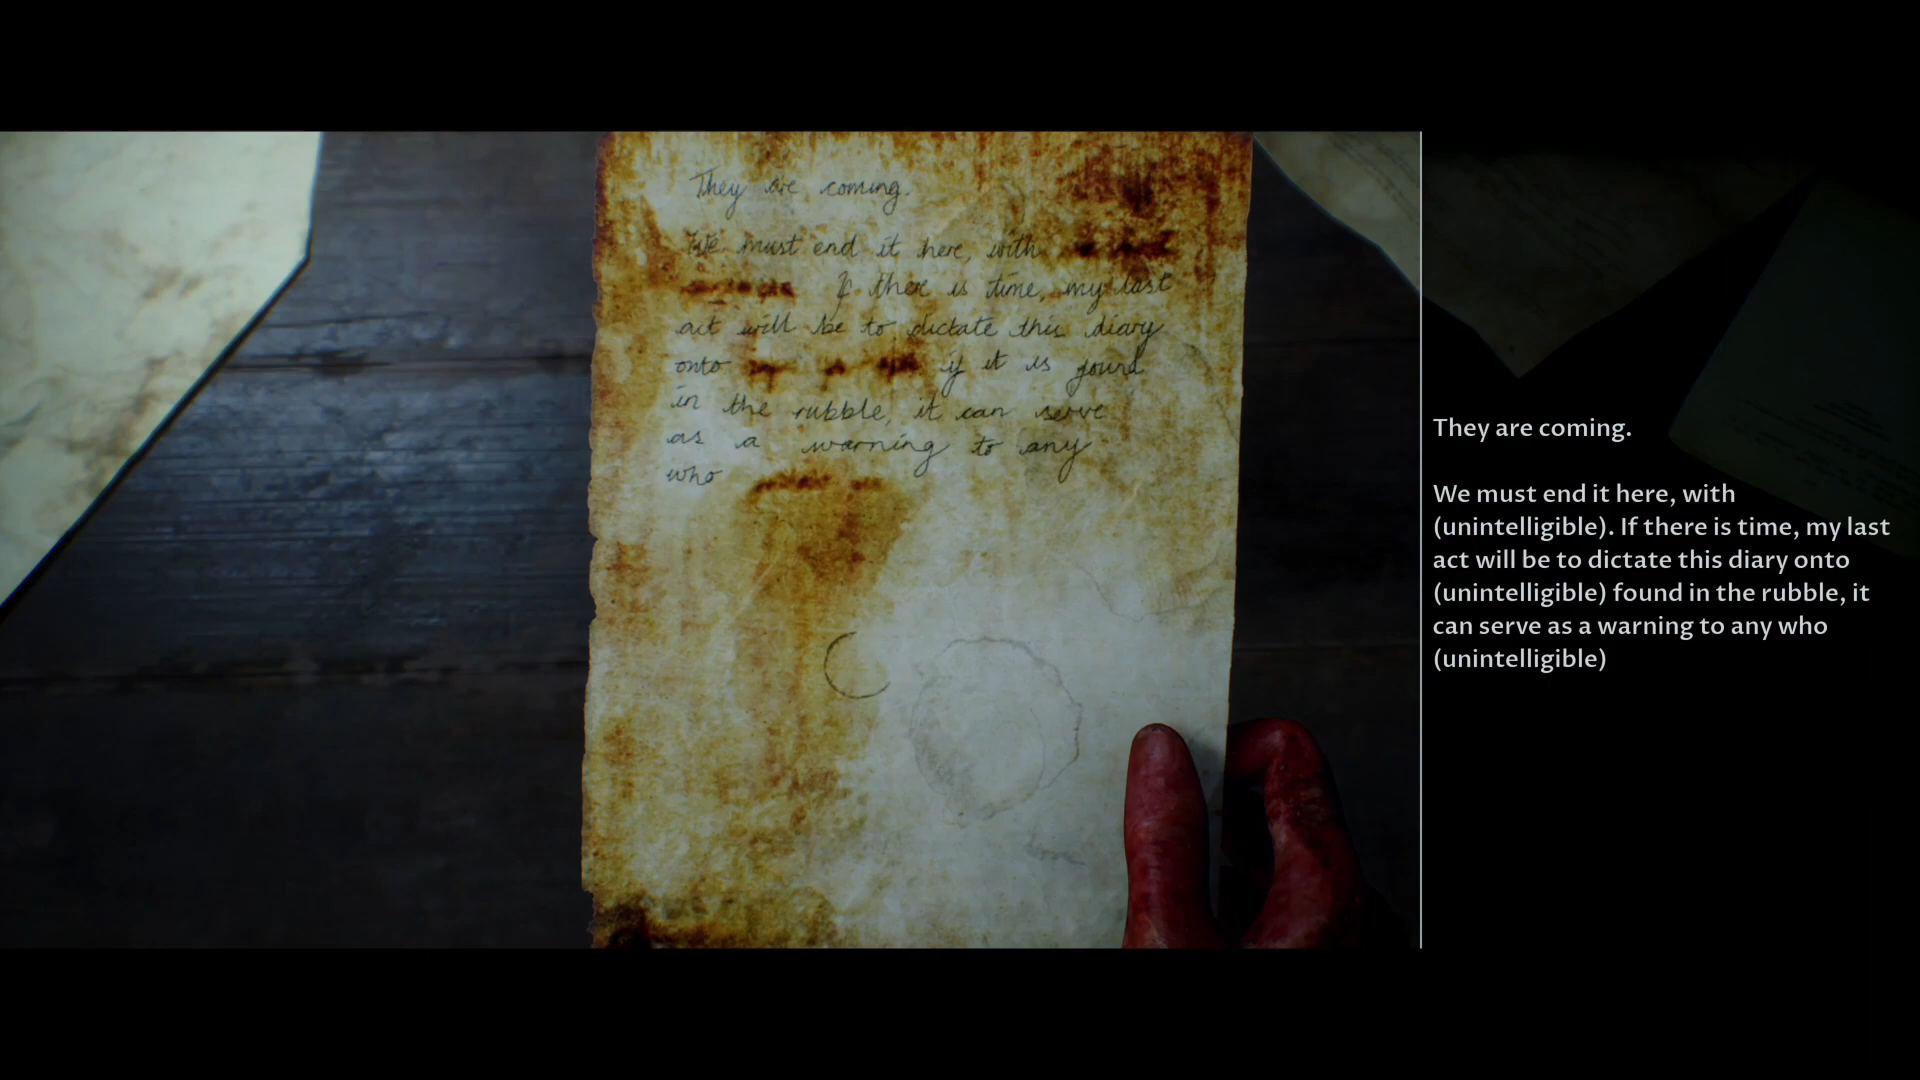 They are coming.
We must end it here, with
If there is time, my last
act will be to dictate this diary
onto if it is found
in the rubble, it can serve
as a warning to any
who
They are coming.
We must end it here, with
(unintelligible). If there is time, my last
act will be to dictate this diary onto
(unintelligible) found in the rubble, it
can serve as a warning to any who
(unintelligible)